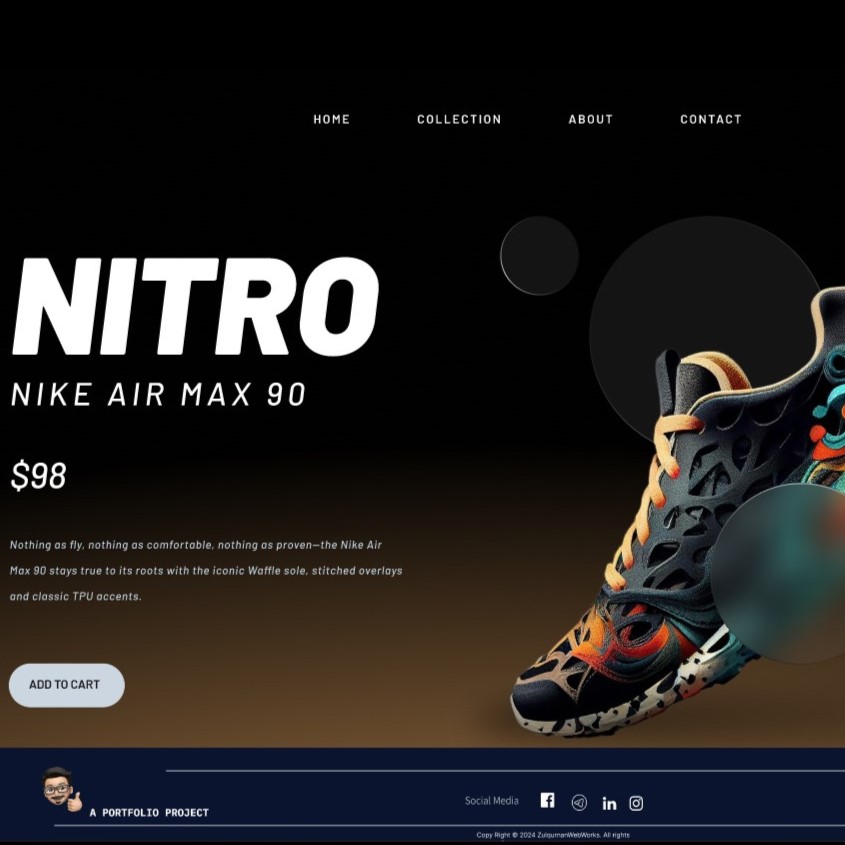 HOME COLLECTION ABOUT CONTACT
NITRO
NIKE AIR MAX 90
$98
Nothing as fly, nothing as comfortable, nothing as proven—the Nike Air
Max 90 stays true to its roots with the iconic Waffle sole, stitched overlays
and classic TPU accents.
ADD TO CART
Social Media
A PORTFOLIO PROJECT
Copy Right © 2024 ZulqurnanWebWorks. All rights